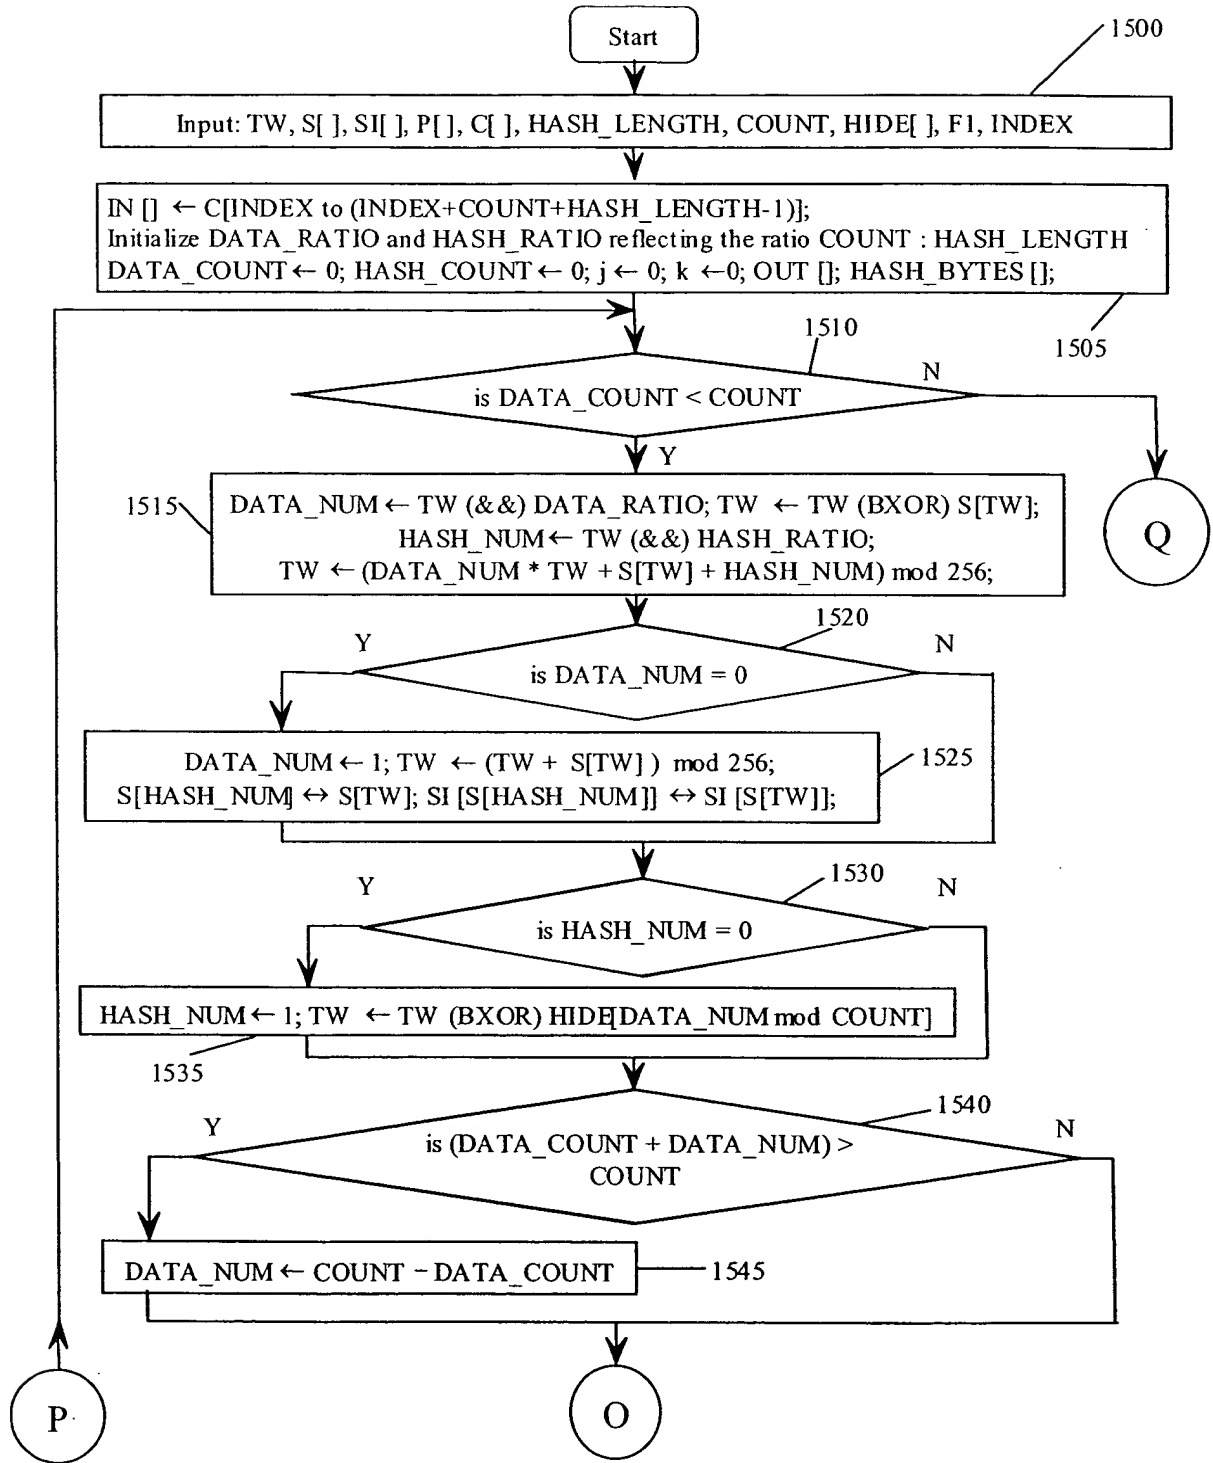 Start
1500
Input: TW, S[ ], SI[ ], P[ ], C[ ], HASH_LENGTH, COUNT, HIDE[ ], F1, INDEX
IN [] ← C[INDEX to (INDEX+COUNT+HASH_LENGTH-1)];
Initialize DATA_RATIO and HASH_RATIO reflecting the ratio COUNT : HASH_LENGTH
DATA_COUNT ← 0; HASH_COUNT ← 0; j ← 0; k ← 0; OUT []; HASH_BYTES [];
1505
1510
is DATA_COUNT < COUNT
N
Y
Q
1515
DATA_NUM ← TW (&&) DATA_RATIO; TW ← TW (BXOR) S[TW];
HASH_NUM ← TW (&&) HASH_RATIO;
TW ← (DATA_NUM * TW + S[TW] + HASH_NUM) mod 256;
1520
Y
N
is DATA_NUM = 0
DATA_NUM ← 1; TW ← (TW + S[TW] ) mod 256;
S[HASH_NUM] ↔ S[TW]; SI [S[HASH_NUM]] ↔ SI [S[TW]];
1525
1530
Y
N
is HASH_NUM = 0
HASH_NUM ← 1; TW ← TW (BXOR) HIDE[DATA_NUM mod COUNT]
1535
1540
Y
N
is (DATA_COUNT + DATA_NUM) >
COUNT
DATA_NUM ← COUNT - DATA_COUNT
1545
P
O